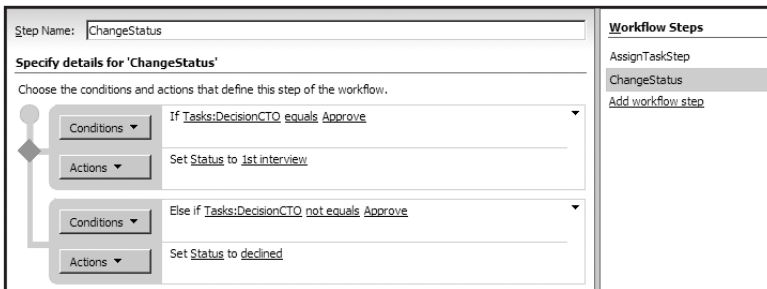 Step Name: ChangeStatus
Specify details for 'ChangeStatus'
Choose the conditions and actions that define this step of the workflow.
Conditions
If Tasks:DecisionCTO equals Approve
Actions
Set Status to 1st interview
Conditions
Else if Tasks:DecisionCTO not equals Approve
Actions
Set Status to declined
Workflow Steps
AssignTaskStep
ChangeStatus
Add workflow step